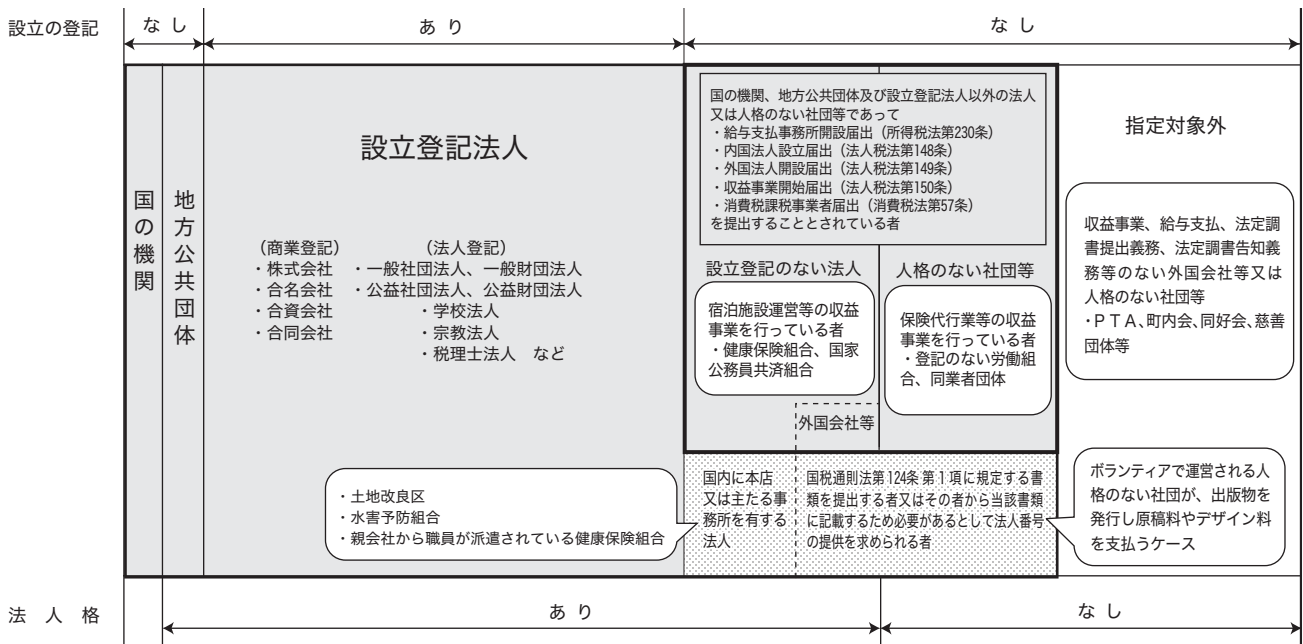 設立の登記
なし
あり
なし
国の機関
地方公共団体
設立登記法人
（商業登記）
・株式会社
・合名会社
・合資会社
・合同会社
（法人登記）
・一般社団法人、一般財団法人
・公益社団法人、公益財団法人
・学校法人
・宗教法人
・税理士法人　など
国の機関、地方公共団体及び設立登記法人以外の法人
又は人格のない社団等であって
・給与支払事務所開設届出（所得税法第230条）
・内国法人設立届出（法人税法第148条）
・外国法人開設届出（法人税法第149条）
・収益事業開始届出（法人税法第150条）
・消費税課税事業者届出（消費税法第57条）
を提出することとされている者
設立登記のない法人
宿泊施設運営等の収益
事業を行っている者
・健康保険組合、国家
公務員共済組合
人格のない社団等
保険代行業等の収益
事業を行っている者
・登記のない労働組
合、同業者団体
外国会社等
指定対象外
収益事業、給与支払、法定調
書提出義務、法定調書告知義
務等のない外国会社等又は
人格のない社団等
・ＰＴＡ、町内会、同好会、慈善
団体等
・土地改良区
・水害予防組合
・親会社から職員が派遣されている健康保険組合
国内に本店
又は主たる事
務所を有する
法人
国税通則法第124条第１項に規定する書
類を提出する者又はその者から当該書類
に記載するため必要があるとして法人番号
の提供を求められる者
ボランティアで運営される人
格のない社団が、出版物を
発行し原稿料やデザイン料
を支払うケース
法人格
あり
なし